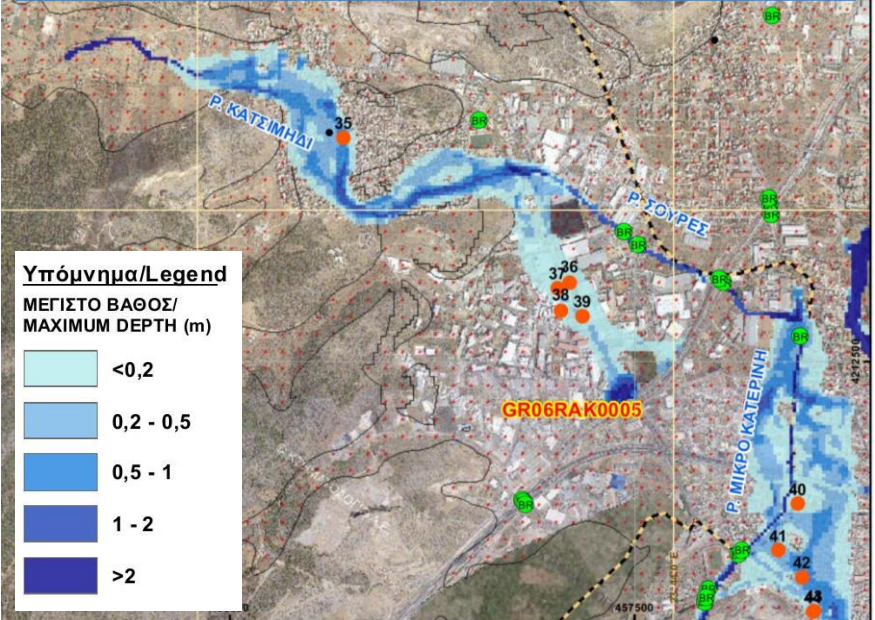 BR
Ρ. ΚΑΤΣΙΜΗΔΙ
35
BR
Ρ. ΣΟΥΡΕΣ
BR
BR
BR
BR
BR
36
37
38
39
Υπόμνημα/Legend
ΜΕΓΙΣΤΟ ΒΑΘΟΣ/
MAXIMUM DEPTH (m)
<0,2
0,2 - 0,5
0,5 - 1
1 - 2
>2
GR06RAK0005
BR
4212500
Ρ. ΜΙΚΡΟ ΚΑΤΕΡΙΝΗ
BR
40
41
BR
42
BR
457500